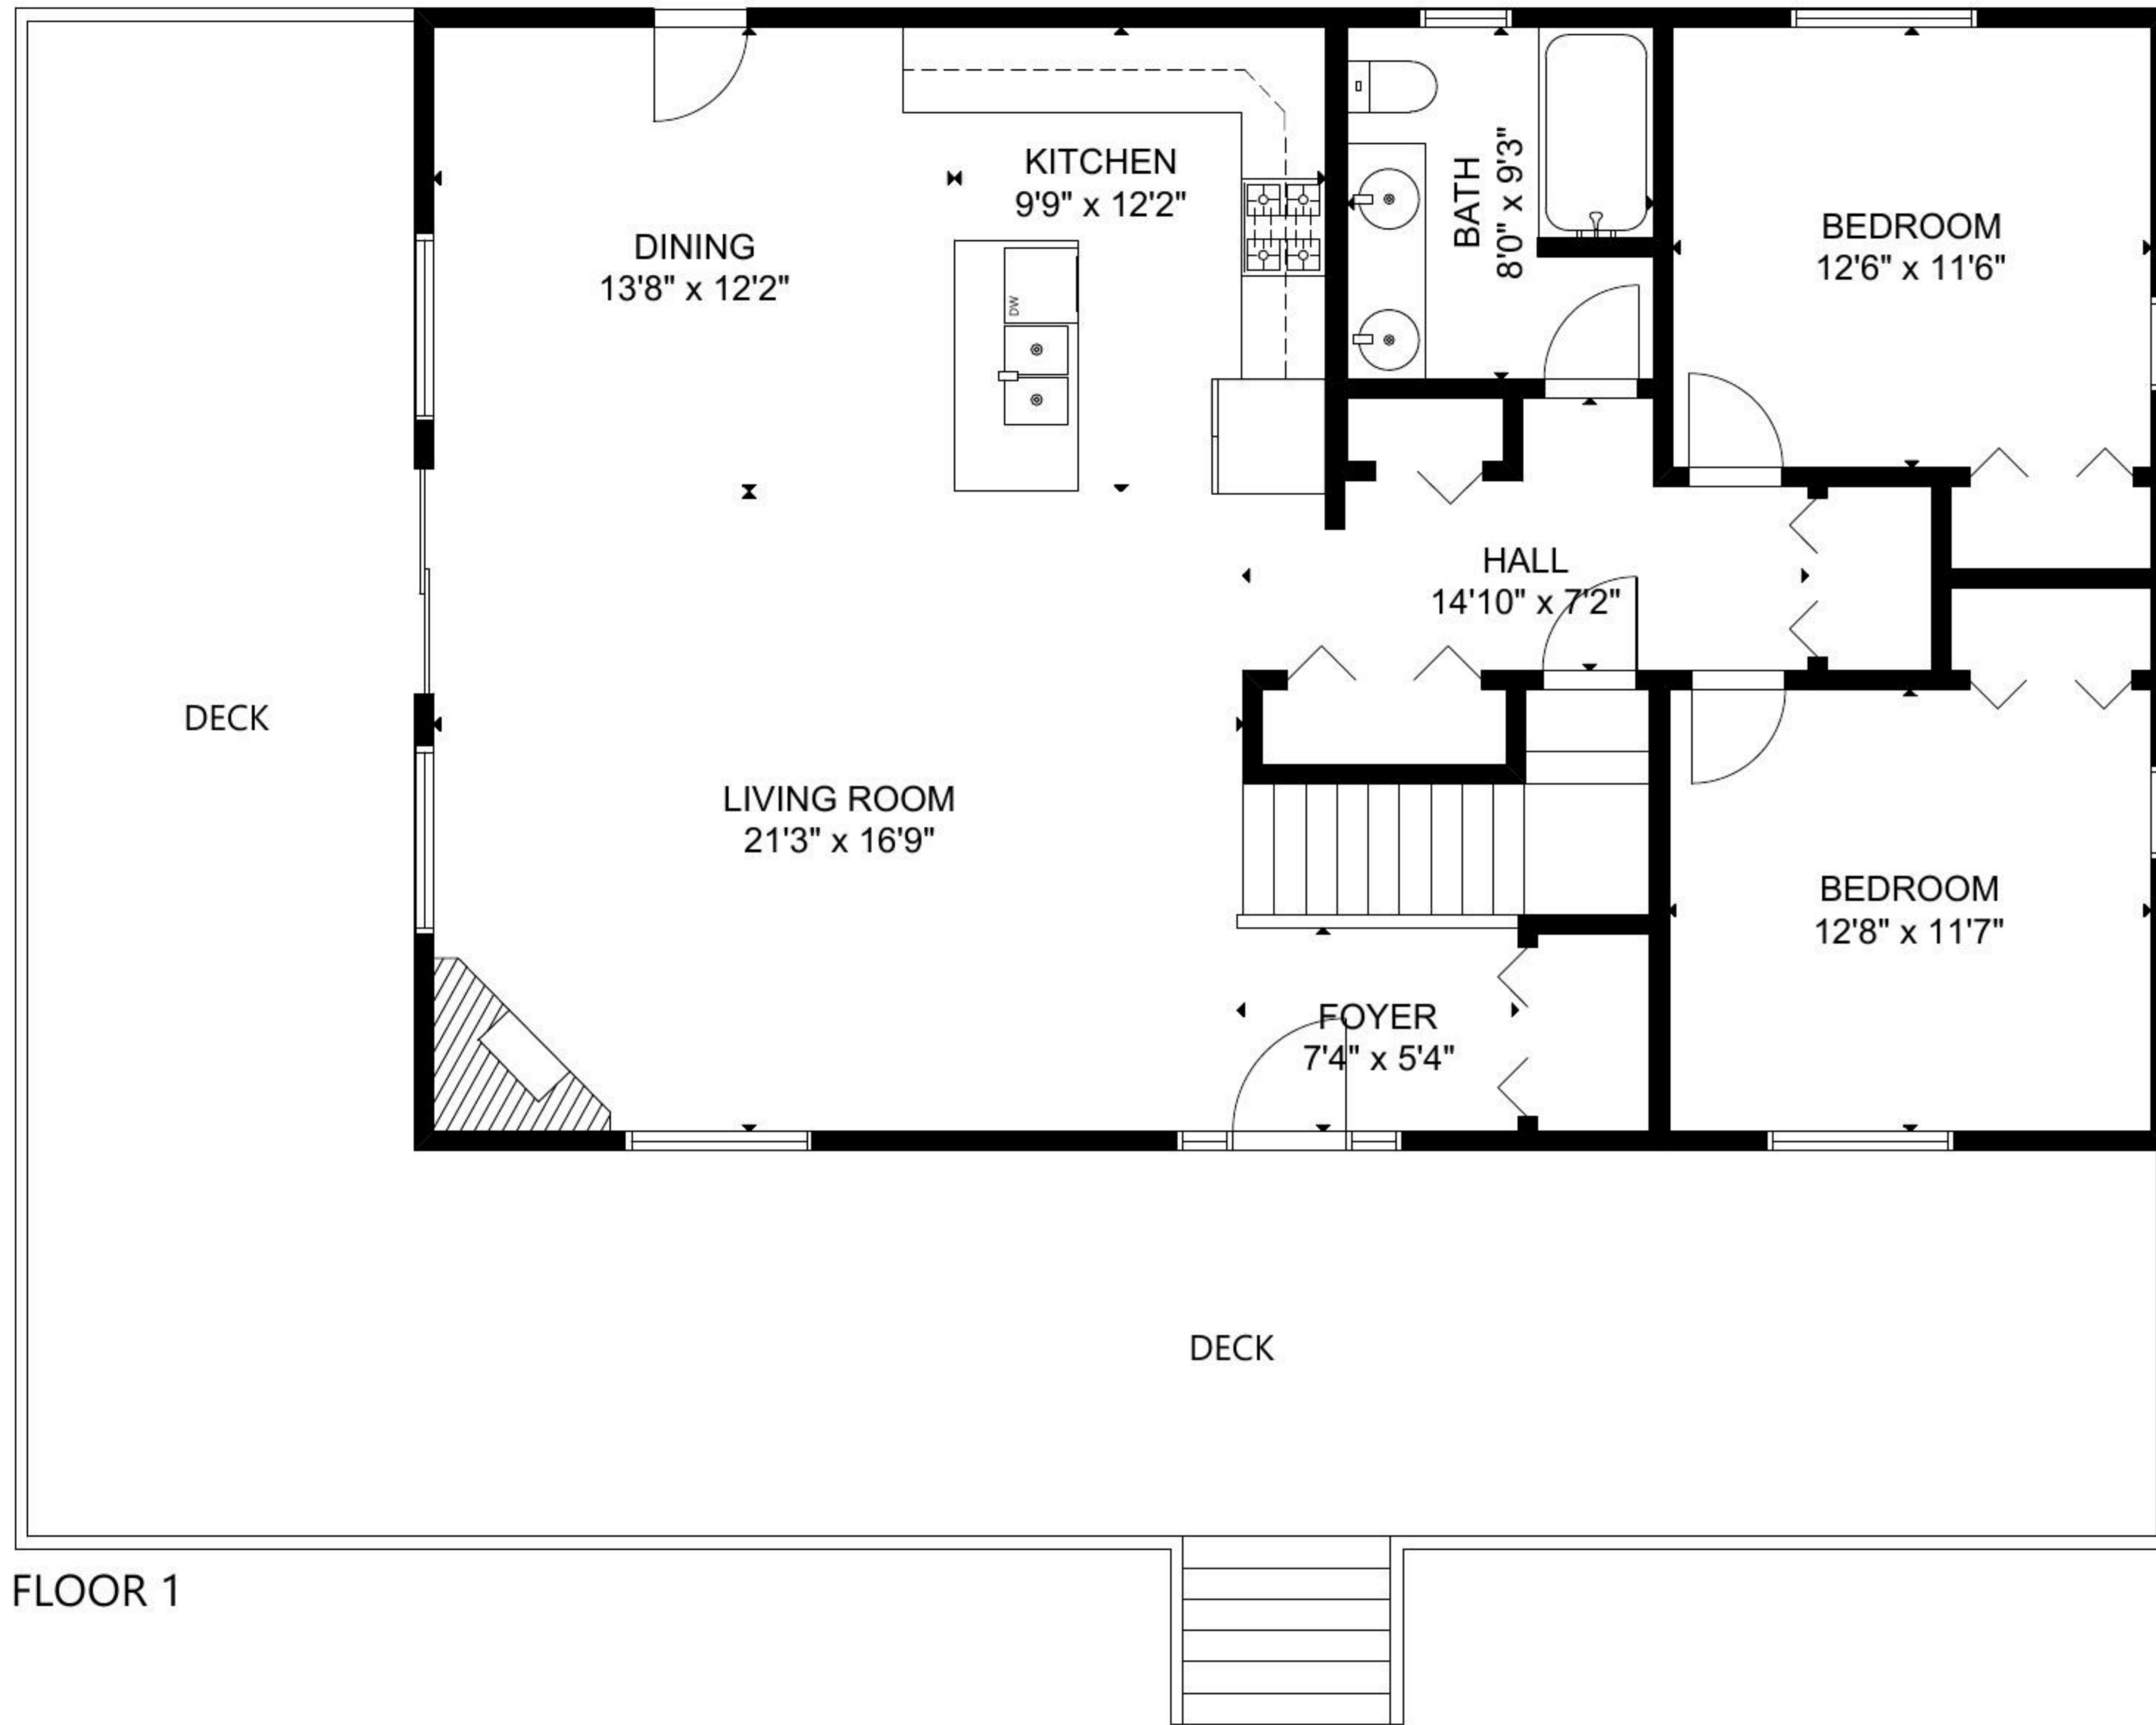 KITCHEN
9'9" x 12'2"
BATH
8'0" x 9'3"
BEDROOM
12'6" x 11'6"
DINING
13'8" x 12'2"
DW
HALL
14'10" x 7'2"
DECK
LIVING ROOM
21'3" x 16'9"
BEDROOM
12'8" x 11'7"
FOYER
7'4" x 5'4"
DECK
FLOOR 1